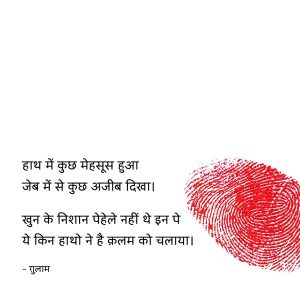 हाथ में कुछ मेहसूस हुआ
जेब में से कुछ अजीब दिखा।
खुन के निशान पेहेले नहीं थे इन पे
ये किन हाथो ने है क़लम को चलाया।
- ग़ुलाम